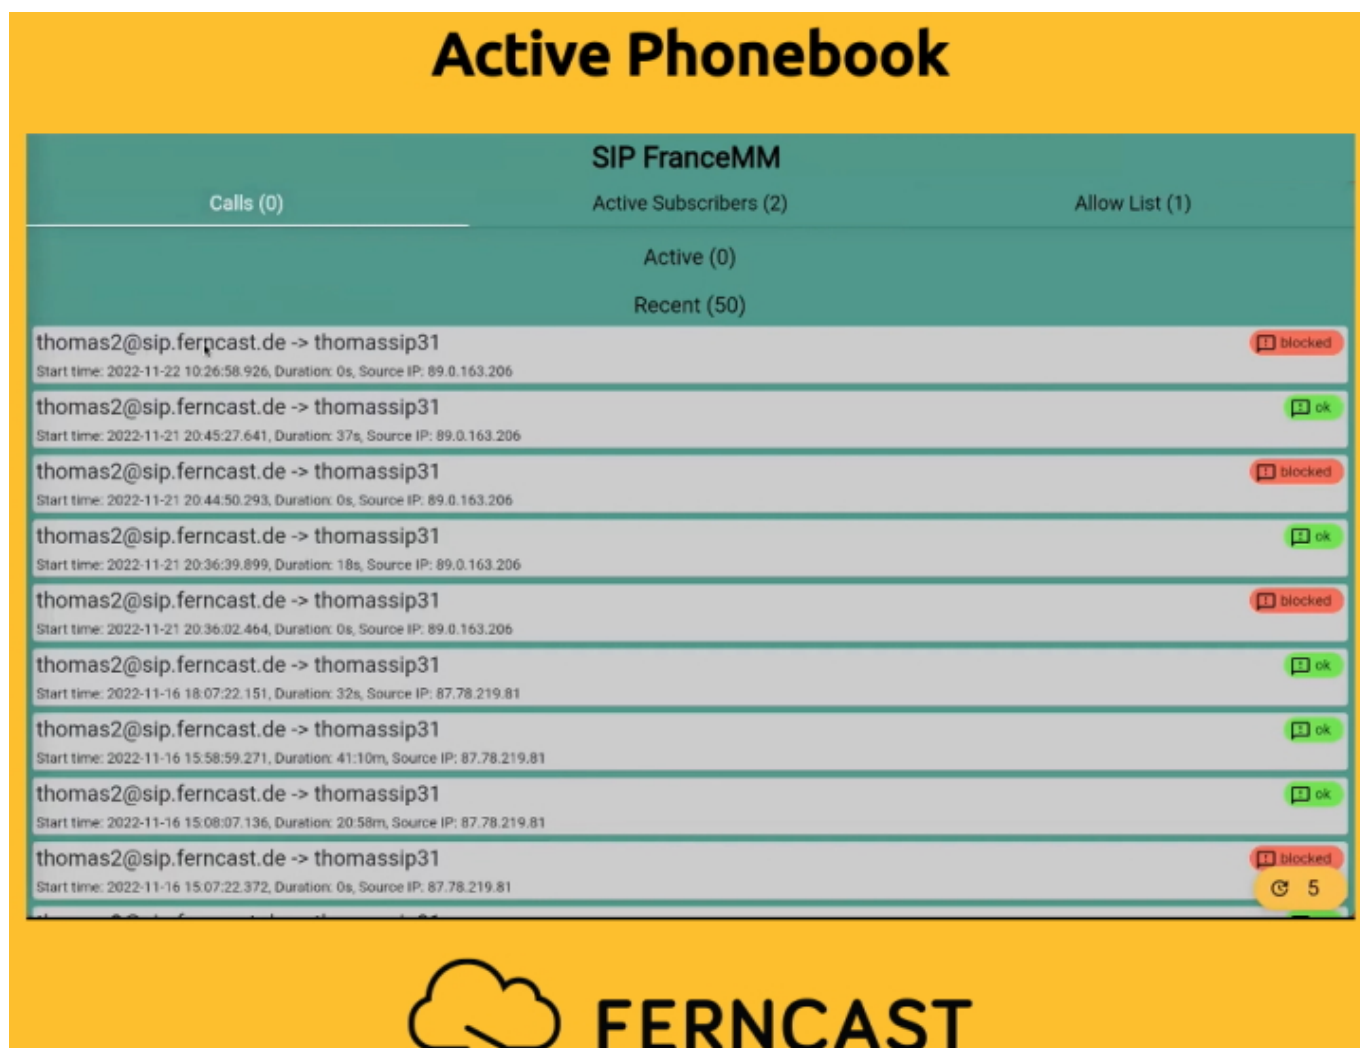 Active Phonebook
SIP FranceMM
Calls (0) Active Subscribers (2) Allow List (1)
Active (0)
Recent (50)
thomas2@sip.ferncast.de -> thomassip31 blocked
Start time: 2022-11-22 10:26:58.926, Duration: 0s, Source IP: 89.0.163.206
thomas2@sip.ferncast.de -> thomassip31 ok
Start time: 2022-11-21 20:45:27.641, Duration: 37s, Source IP: 89.0.163.206
thomas2@sip.ferncast.de -> thomassip31 blocked
Start time: 2022-11-21 20:44:50.293, Duration: 0s, Source IP: 89.0.163.206
thomas2@sip.ferncast.de -> thomassip31 ok
Start time: 2022-11-21 20:36:39.899, Duration: 18s, Source IP: 89.0.163.206
thomas2@sip.ferncast.de -> thomassip31 blocked
Start time: 2022-11-21 20:36:02.464, Duration: 0s, Source IP: 89.0.163.206
thomas2@sip.ferncast.de -> thomassip31 ok
Start time: 2022-11-16 18:07:22.151, Duration: 32s, Source IP: 87.78.219.81
thomas2@sip.ferncast.de -> thomassip31 ok
Start time: 2022-11-16 15:58:59.271, Duration: 41:10m, Source IP: 87.78.219.81
thomas2@sip.ferncast.de -> thomassip31 ok
Start time: 2022-11-16 15:08:07.136, Duration: 20:58m, Source IP: 87.78.219.81
thomas2@sip.ferncast.de -> thomassip31 blocked
Start time: 2022-11-16 15:07:22.372, Duration: 0s, Source IP: 87.78.219.81
5
FERNCAST